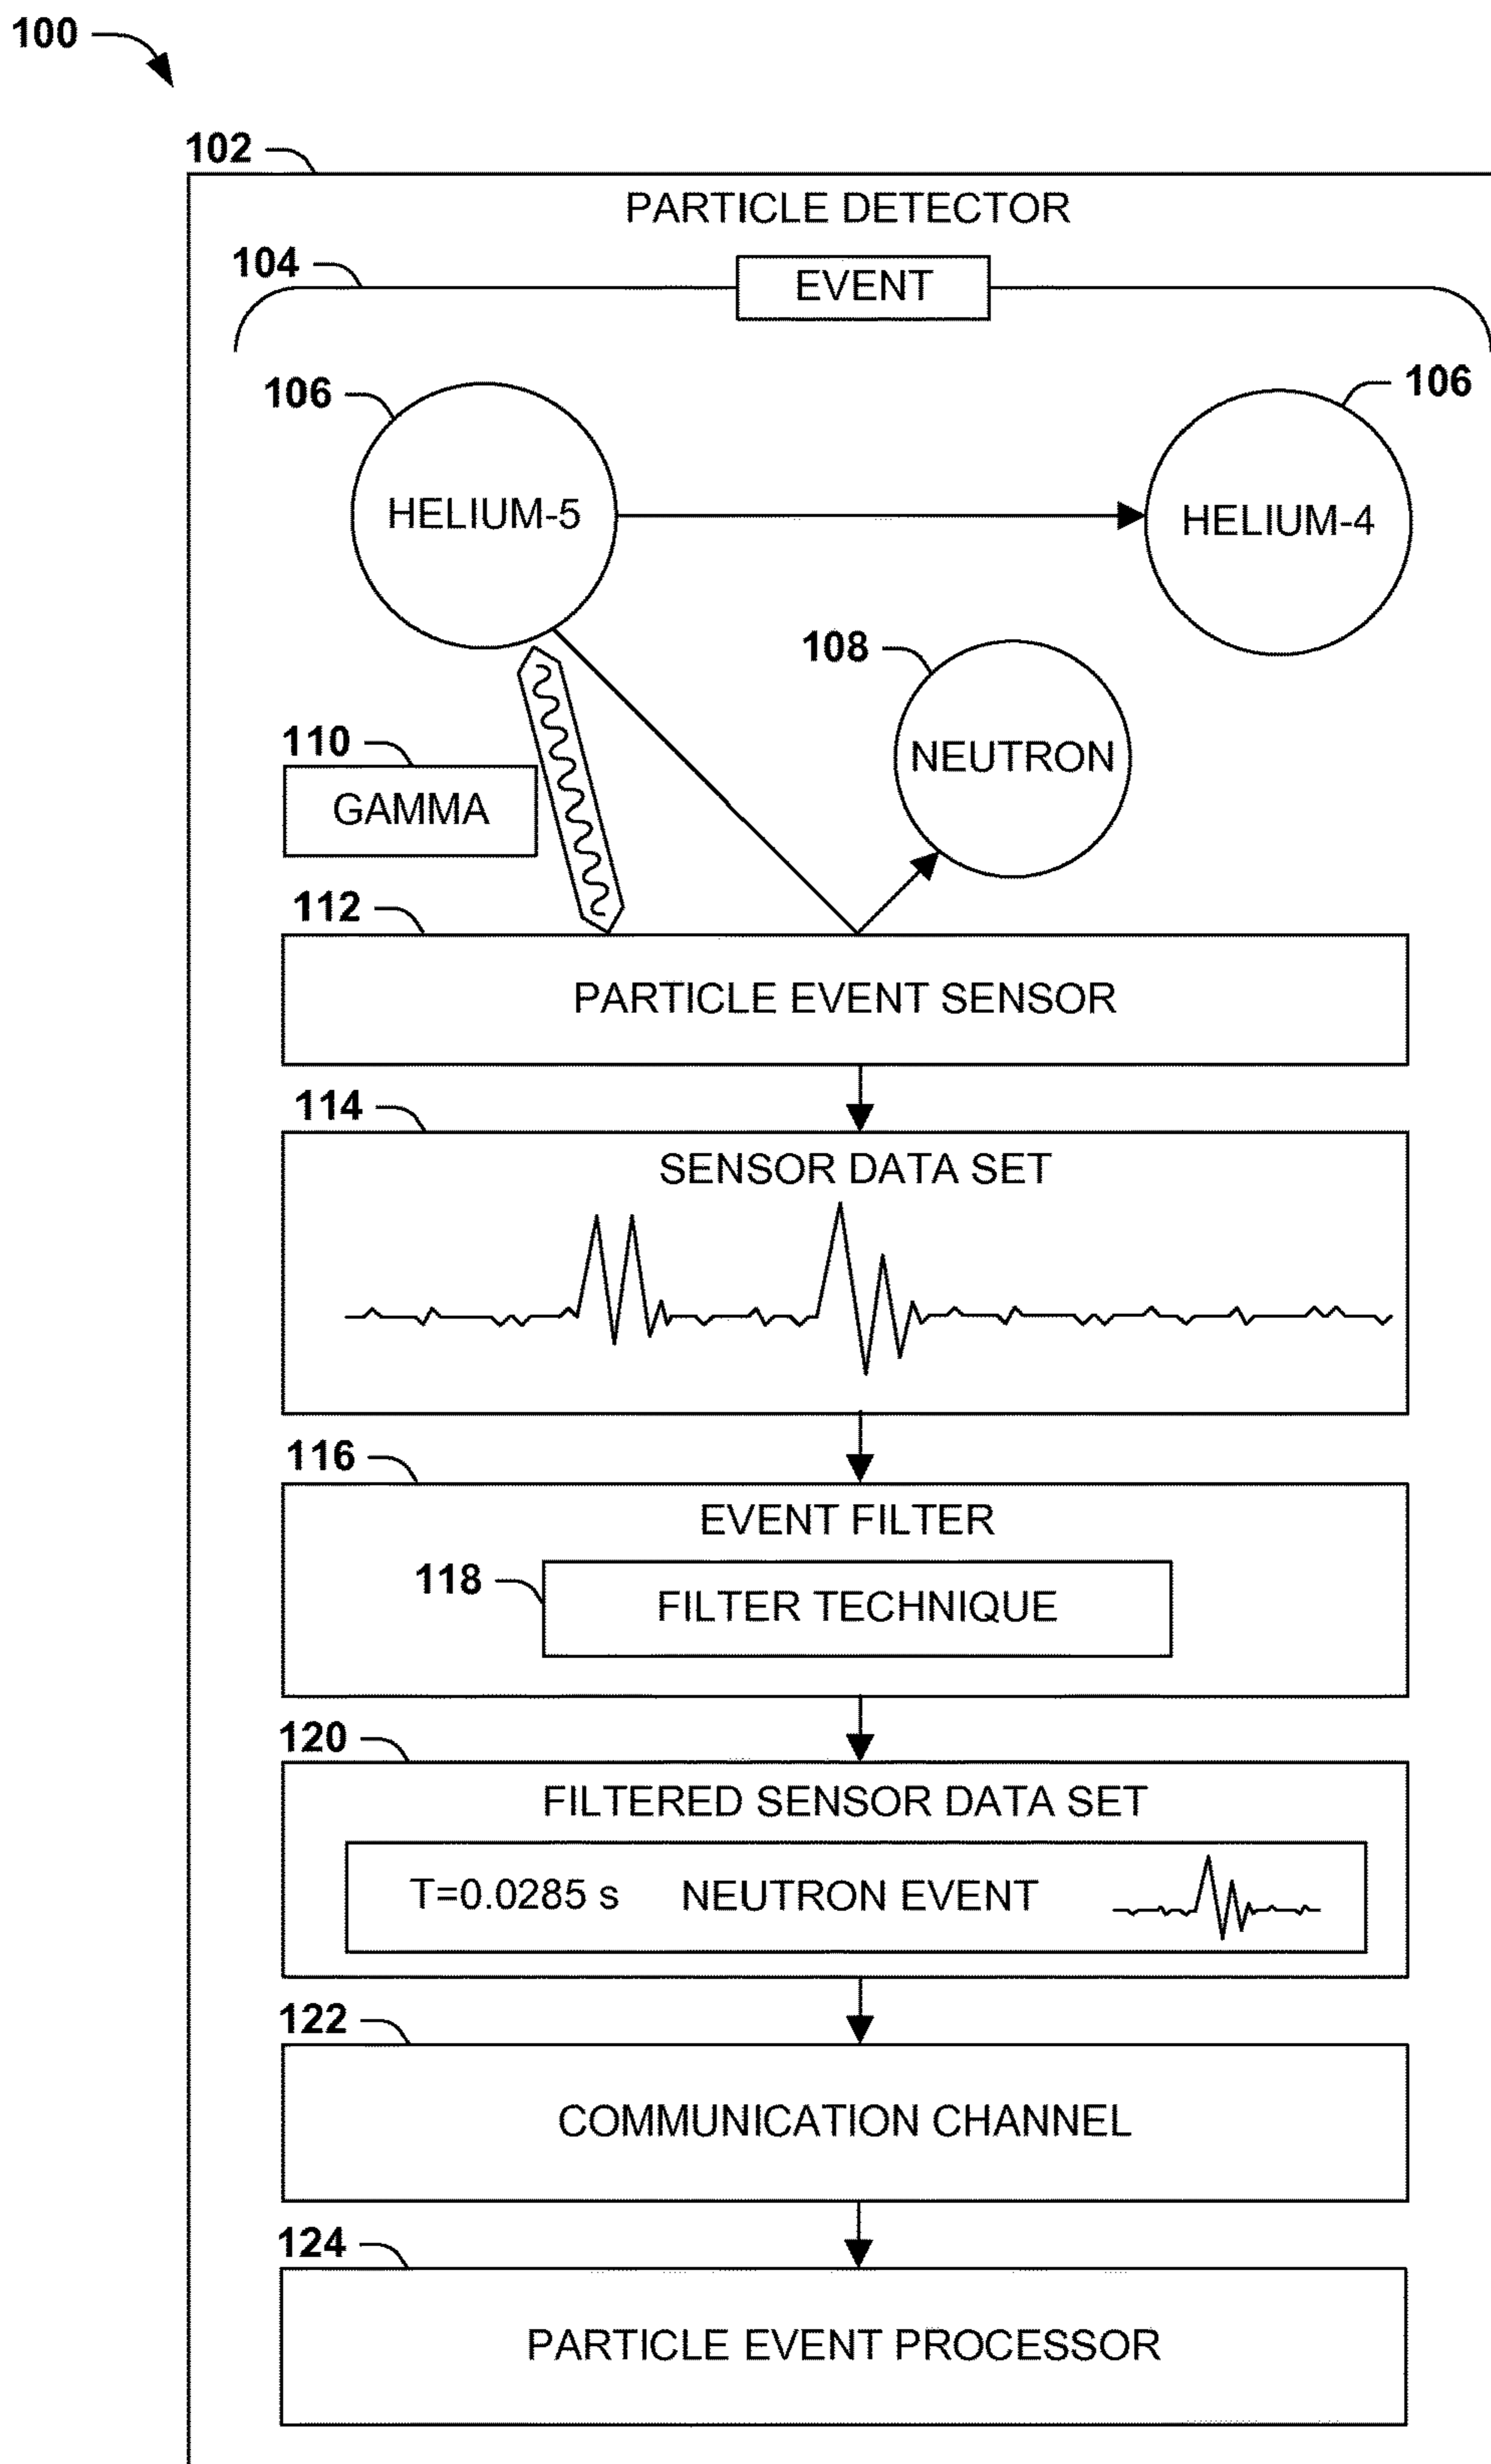 100
102
PARTICLE DETECTOR
104
EVENT
106
106
HELIUM-5
HELIUM-4
108
NEUTRON
110
GAMMA
112
PARTICLE EVENT SENSOR
114
SENSOR DATA SET
116
EVENT FILTER
118
FILTER TECHNIQUE
120
FILTERED SENSOR DATA SET
T=0.0285 s NEUTRON EVENT
122
COMMUNICATION CHANNEL
124
PARTICLE EVENT PROCESSOR